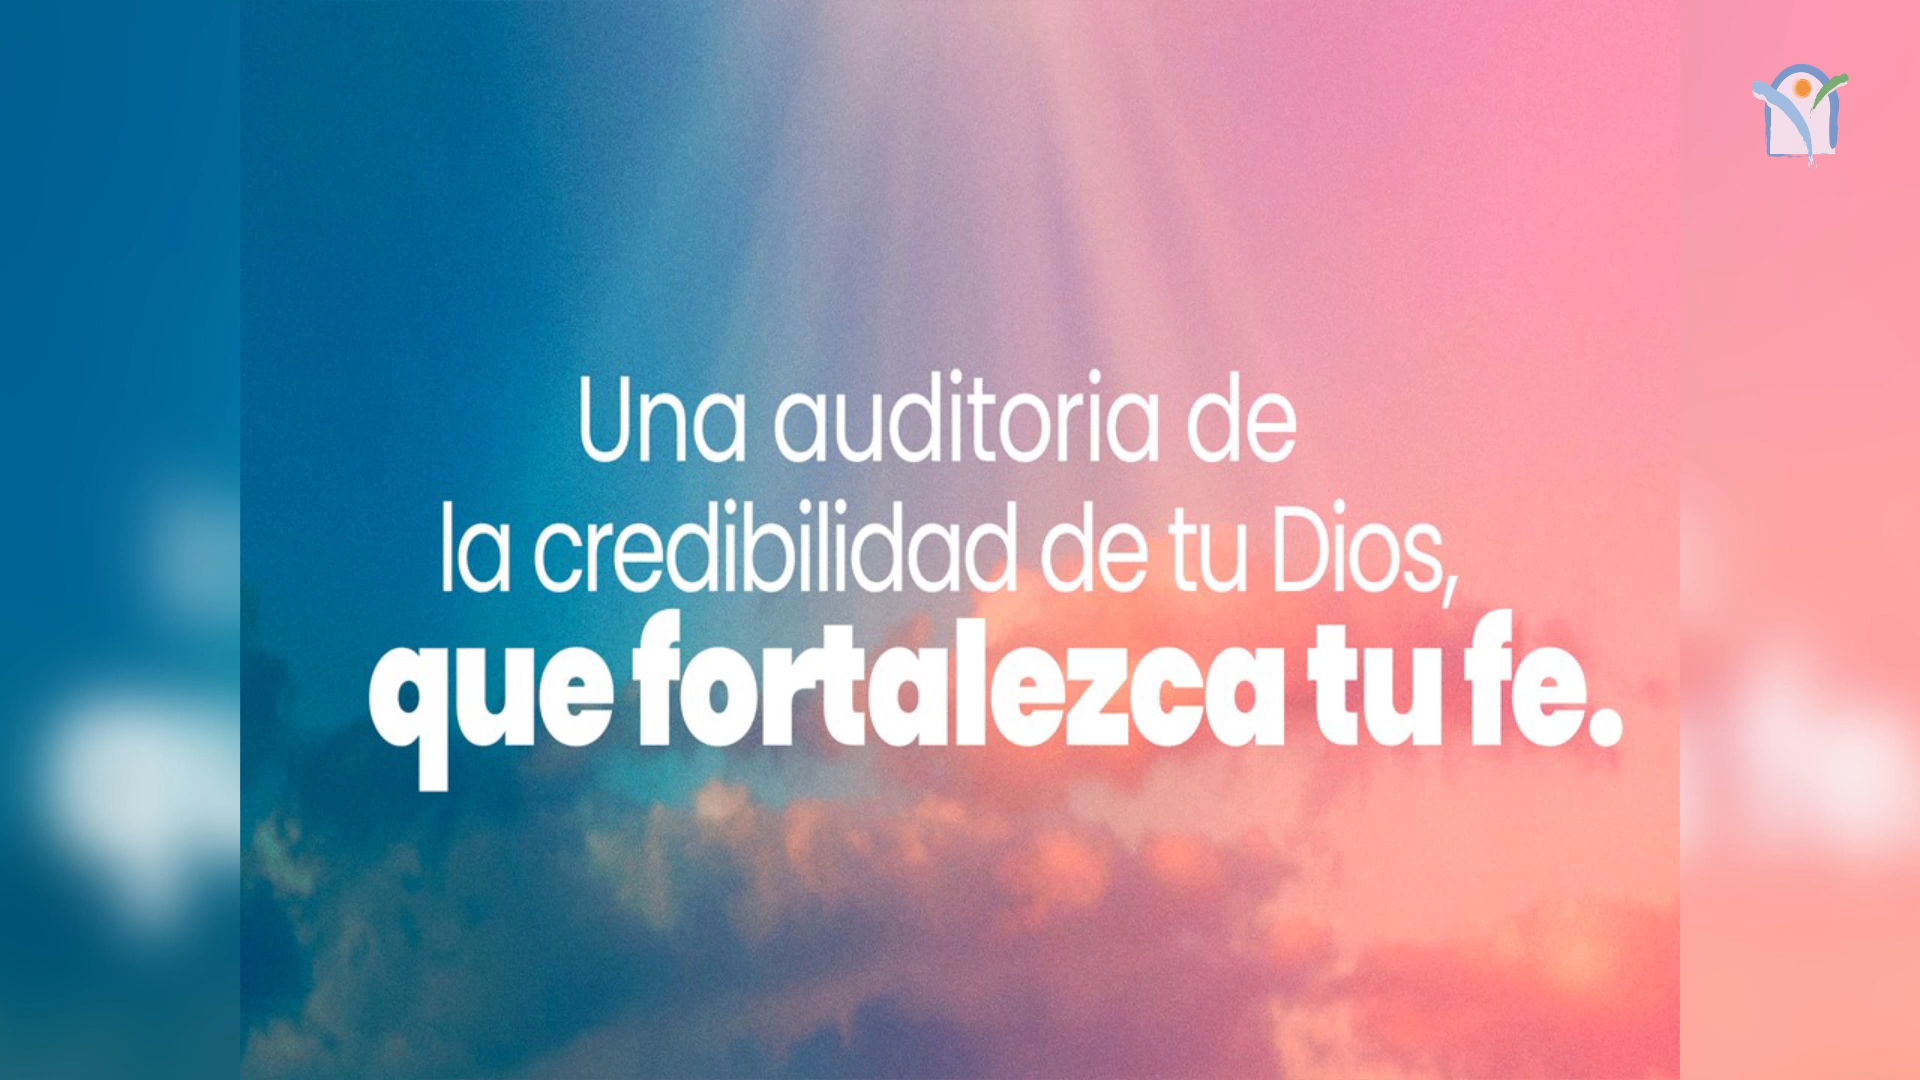 Una auditoria de
la credibilidad de tu Dios,
que fortalezca tu fe.